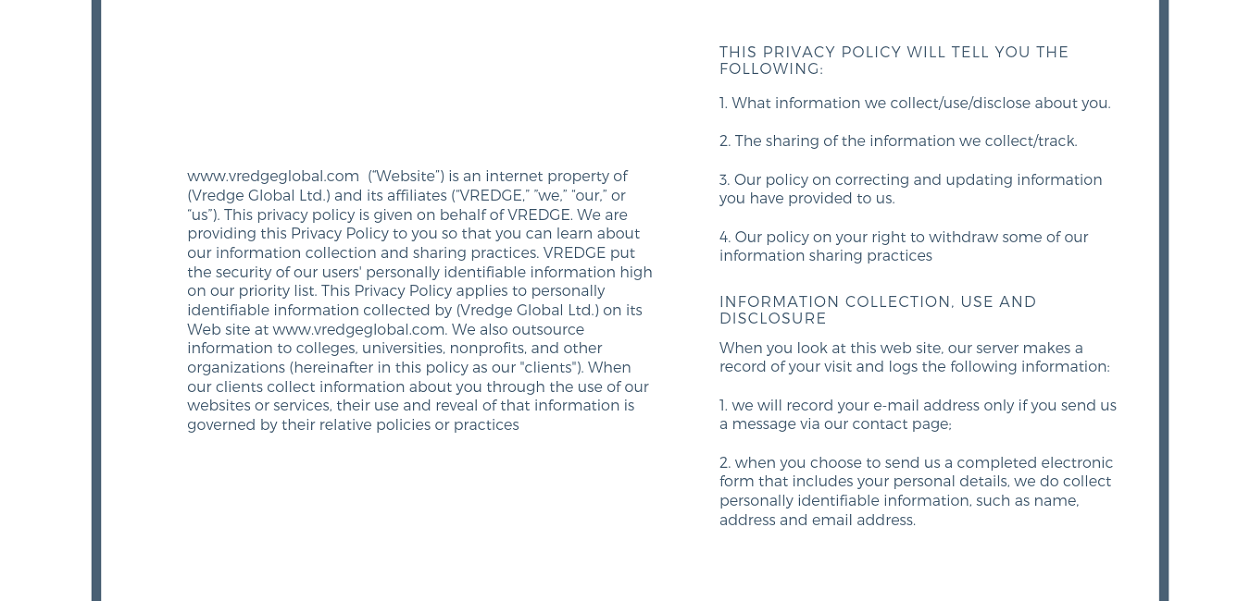 www.vredgeglobal.com  (“Website”) is an internet property of
(Vredge Global Ltd.) and its affiliates (“VREDGE,” “we,” “our,” or
“us”). This privacy policy is given on behalf of VREDGE. We are
providing this Privacy Policy to you so that you can learn about
our information collection and sharing practices. VREDGE put
the security of our users' personally identifiable information high
on our priority list. This Privacy Policy applies to personally
identifiable information collected by (Vredge Global Ltd.) on its
Web site at www.vredgeglobal.com. We also outsource
information to colleges, universities, nonprofits, and other
organizations (hereinafter in this policy as our "clients"). When
our clients collect information about you through the use of our
websites or services, their use and reveal of that information is
governed by their relative policies or practices
THIS PRIVACY POLICY WILL TELL YOU THE
FOLLOWING:
1. What information we collect/use/disclose about you.
2. The sharing of the information we collect/track.
3. Our policy on correcting and updating information
you have provided to us.
4. Our policy on your right to withdraw some of our
information sharing practices
INFORMATION COLLECTION, USE AND
DISCLOSURE
When you look at this web site, our server makes a
record of your visit and logs the following information:
1. we will record your e-mail address only if you send us
a message via our contact page;
2. when you choose to send us a completed electronic
form that includes your personal details, we do collect
personally identifiable information, such as name,
address and email address.